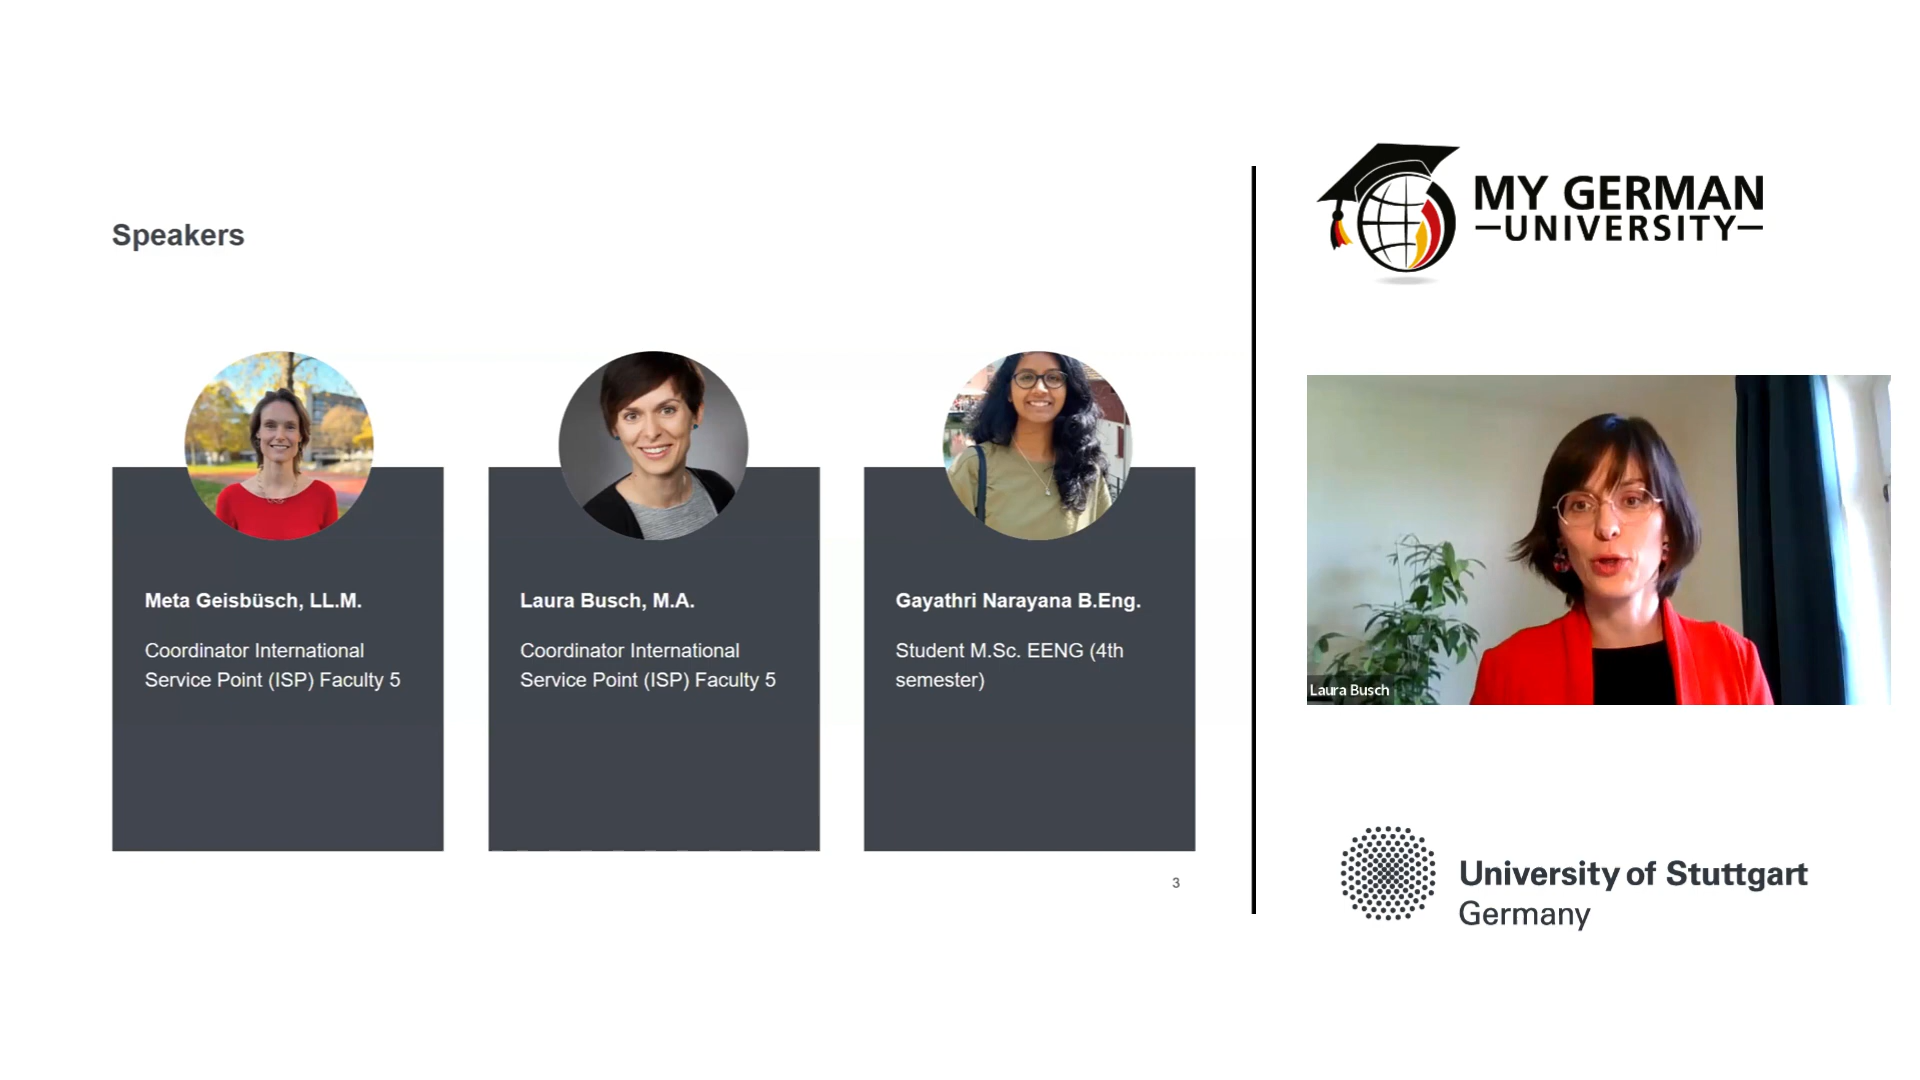 Speakers
Meta Geisbüsch, LL.M.
Coordinator International
Service Point (ISP) Faculty 5
Laura Busch, M.A.
Coordinator International
Service Point (ISP) Faculty 5
Gayathri Narayana B.Eng.
Student M.Sc. EENG (4th
semester)
3
MY GERMAN
UNIVERSITY
Laura Busch
University of Stuttgart
Germany